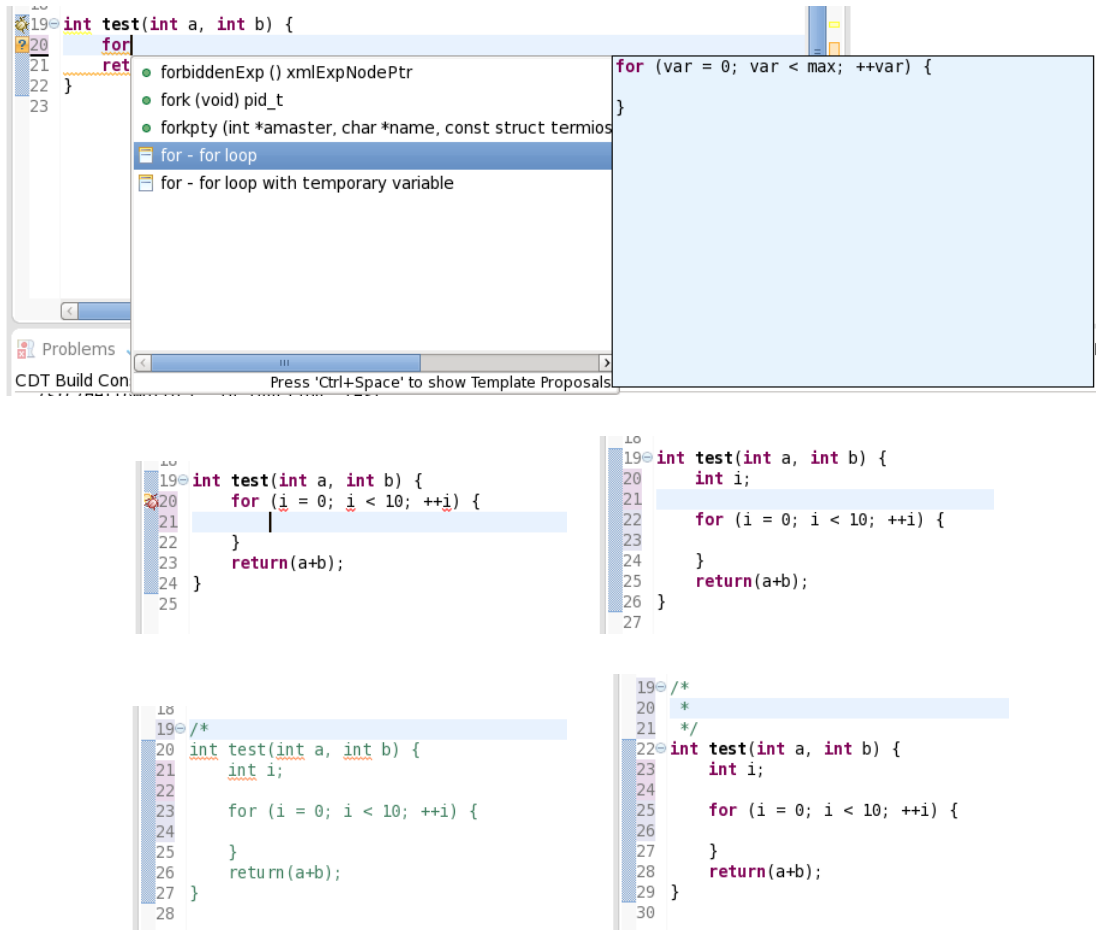 18
19 int test(int a, int b) {
20 for
21 ret
22 }
23
forbiddenExp () xmlExpNodePtr
fork (void) pid_t
forkpty (int *amaster, char *name, const struct termios
for - for loop
for - for loop with temporary variable
Press 'Ctrl+Space' to show Template Proposals
for (var = 0; var < max; ++var) {
}
Problems
CDT Build Con
18
19 int test(int a, int b) {
20 for (i = 0; i < 10; ++i) {
21
22 }
23 return(a+b);
24 }
25
18
19 int test(int a, int b) {
20 int i;
21
22 for (i = 0; i < 10; ++i) {
23
24 }
25 return(a+b);
26 }
27
18
19 /*
20 int test(int a, int b) {
21 int i;
22
23 for (i = 0; i < 10; ++i) {
24
25 }
26 return(a+b);
27 }
28
19 /*
20 *
21 */
22 int test(int a, int b) {
23 int i;
24
25 for (i = 0; i < 10; ++i) {
26
27 }
28 return(a+b);
29 }
30